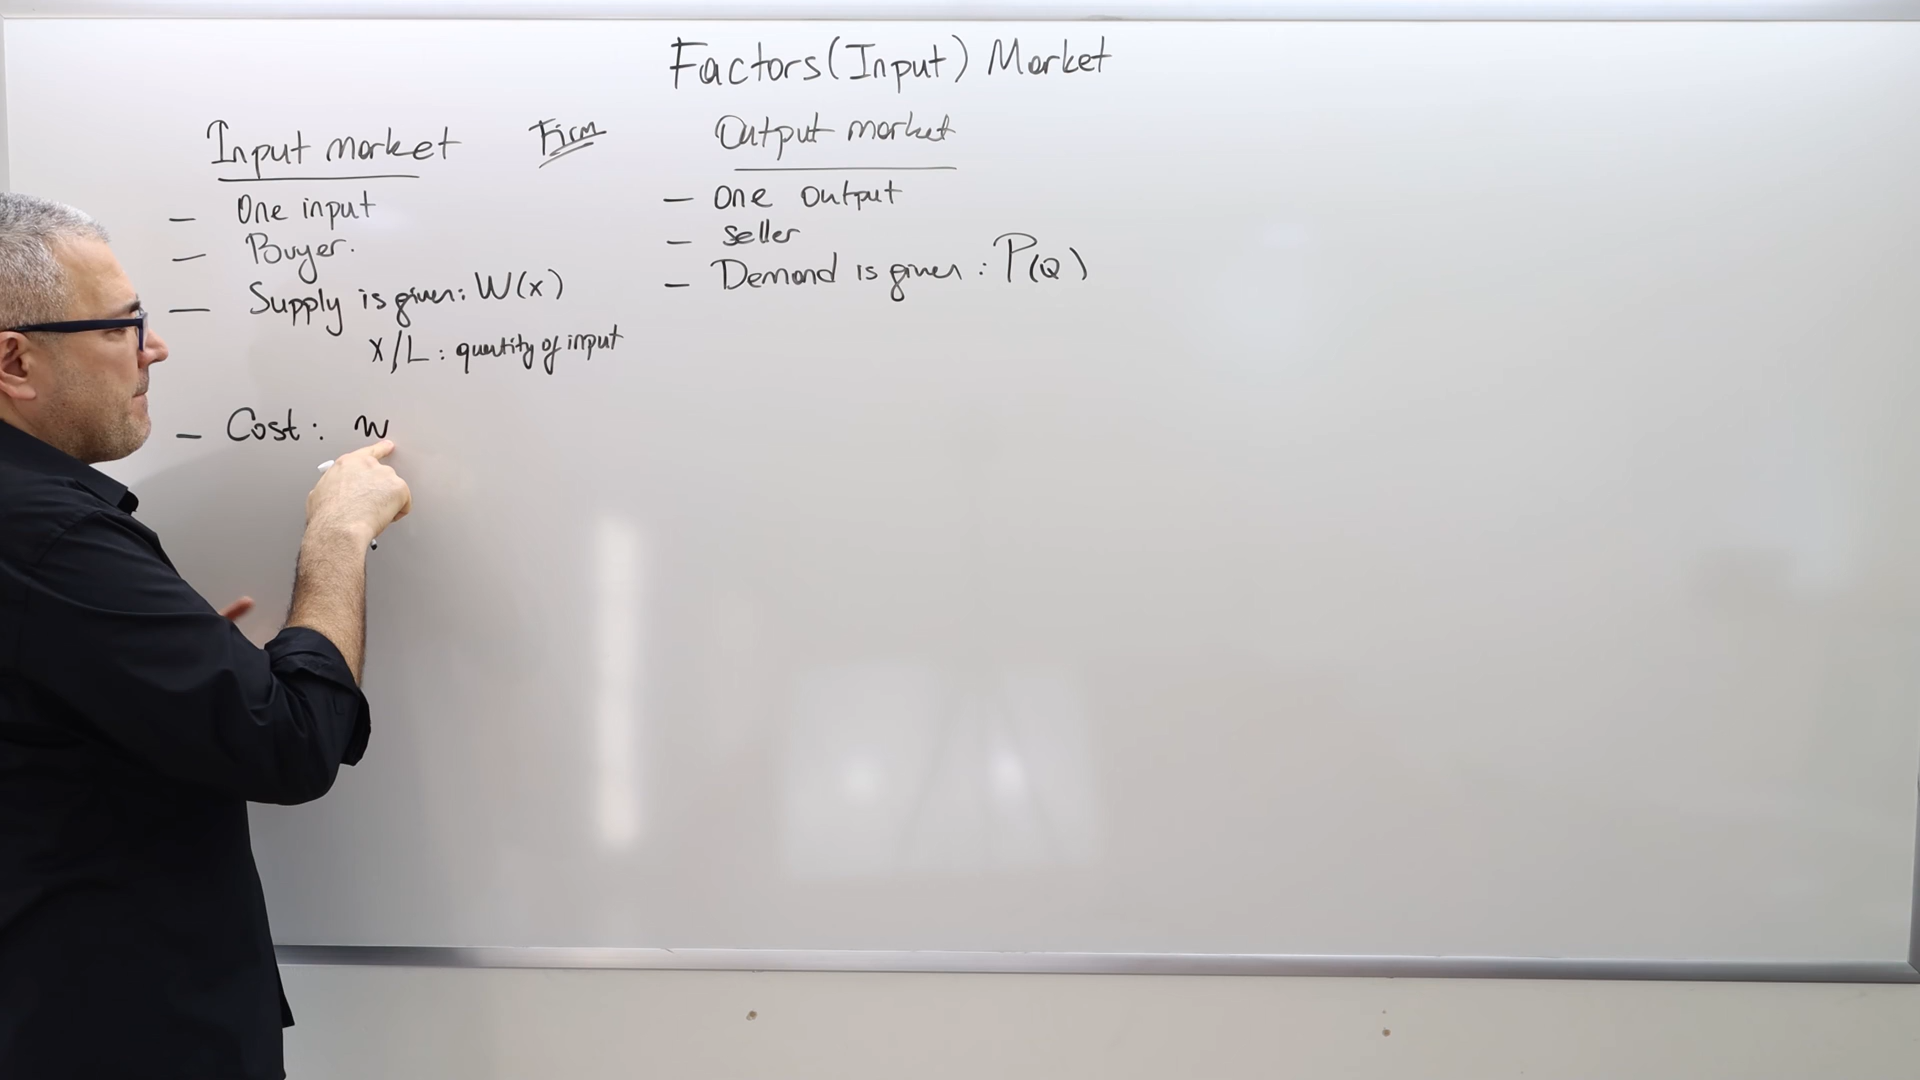 Factors(Input) Market
Input market
Firm
Output market
- One input
- Buyer.
- Supply is given: W(x)
X/L: quantity of input
- Cost: w
- One output
- Seller
- Demand is given: P(Q)